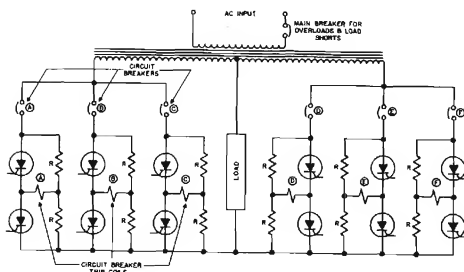 AC INPUT
MAIN BREAKER FOR
OVERLOADS & LOAD
SHORTS
CIRCUIT
BREAKERS
A
B
C
D
E
F
R
R
R
LOAD
R
R
R
A
B
C
D
E
F
R
R
R
R
R
R
CIRCUIT BREAKER
TRIP COILS